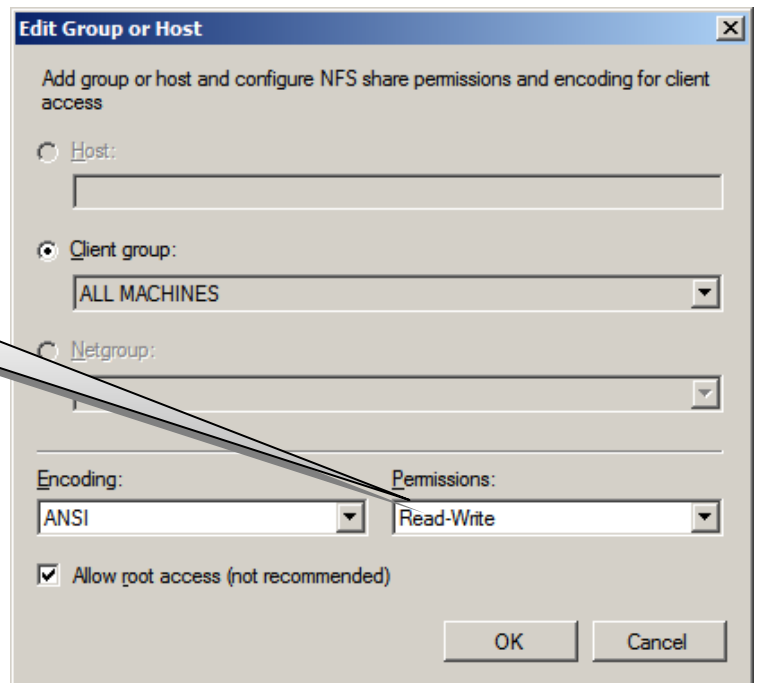 Edit Group or Host
Add group or host and configure NFS share permissions and encoding for client
access
Host:
Client group:
ALL MACHINES
Netgroup:
Encoding:
Permissions:
ANSI
Read-Write
Allow root access (not recommended)
OK
Cancel